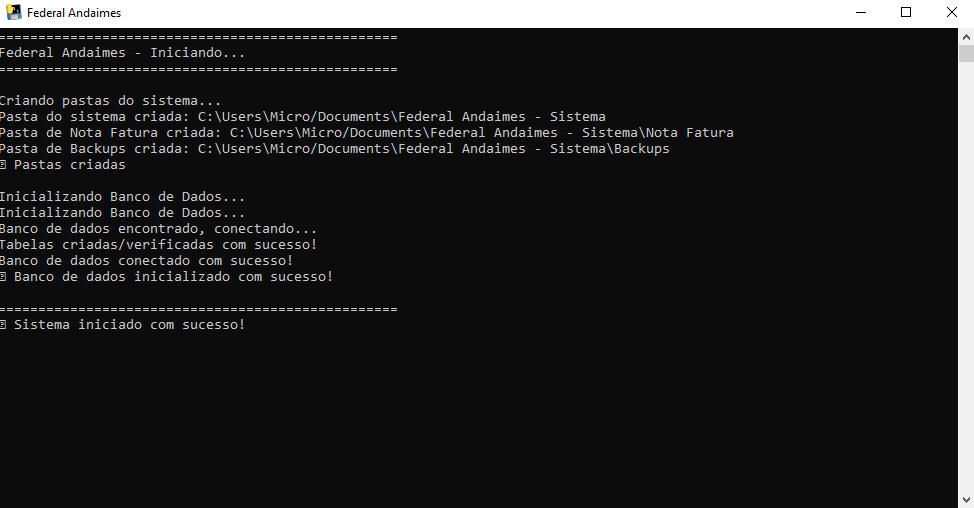 Federal Andaimes
==================================================
Federal Andaimes - Iniciando...
==================================================
Criando pastas do sistema...
Pasta do sistema criada: C:\Users\Micro/Documents\Federal Andaimes - Sistema
Pasta de Nota Fatura criada: C:\Users\Micro/Documents\Federal Andaimes - Sistema\Nota Fatura
Pasta de Backups criada: C:\Users\Micro/Documents\Federal Andaimes - Sistema\Backups
⍰ Pastas criadas
Inicializando Banco de Dados...
Inicializando Banco de Dados...
Banco de dados encontrado, conectando...
Tabelas criadas/verificadas com sucesso!
Banco de dados conectado com sucesso!
⍰ Banco de dados inicializado com sucesso!
==================================================
⍰ Sistema iniciado com sucesso!